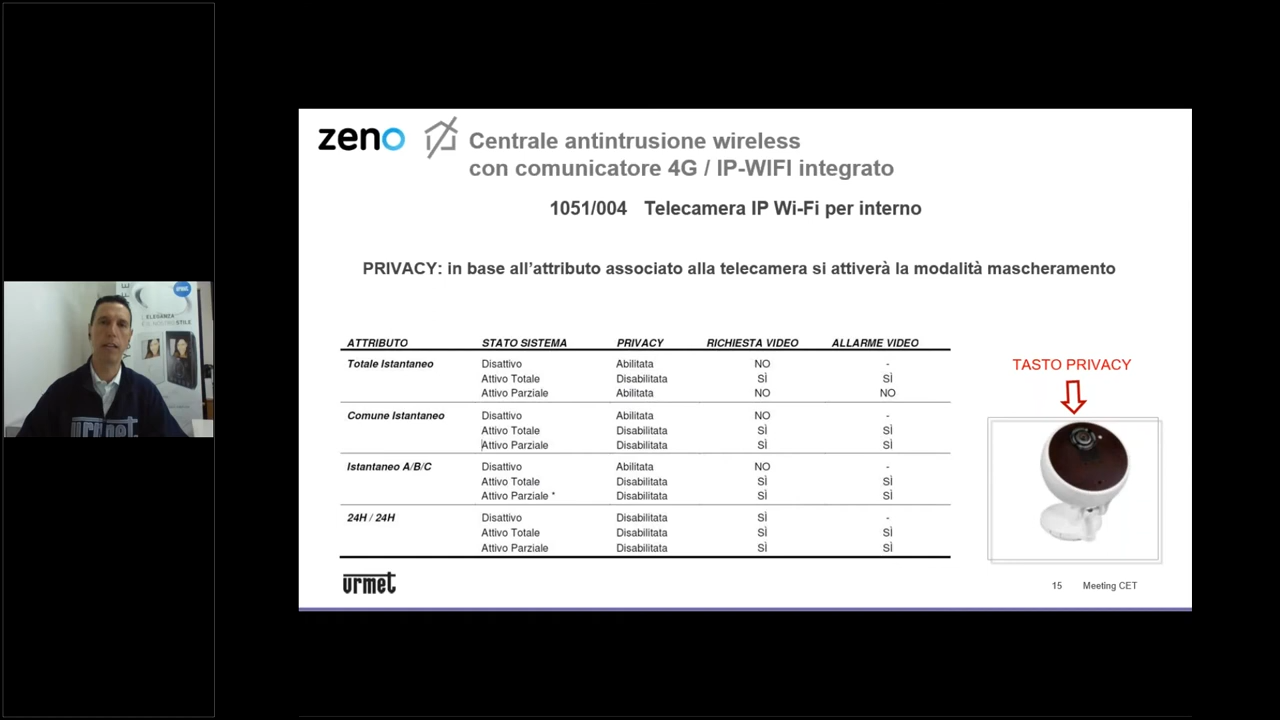 zeno
Centrale antintrusione wireless
con comunicatore 4G / IP-WIFI integrato
1051/004 Telecamera IP Wi-Fi per interno
PRIVACY: in base all'attributo associato alla telecamera si attiverà la modalità mascheramento
ATTRIBUTO STATO SISTEMA PRIVACY RICHIESTA VIDEO ALLARME VIDEO
Totale Istantaneo Disattivo Abilitata NO -
Attivo Totale Disabilitata SÌ SÌ
Attivo Parziale Abilitata NO NO
Comune Istantaneo Disattivo Abilitata NO -
Attivo Totale Disabilitata SÌ SÌ
Attivo Parziale Disabilitata SÌ SÌ
Istantaneo A/B/C Disattivo Abilitata NO -
Attivo Totale Disabilitata SÌ SÌ
Attivo Parziale * Disabilitata SÌ SÌ
24H / 24H Disattivo Disabilitata SÌ -
Attivo Totale Disabilitata SÌ SÌ
Attivo Parziale Disabilitata SÌ SÌ
TASTO PRIVACY
urmet
15 Meeting CET
urmet
L'ELEGANZA
STILE
urmet